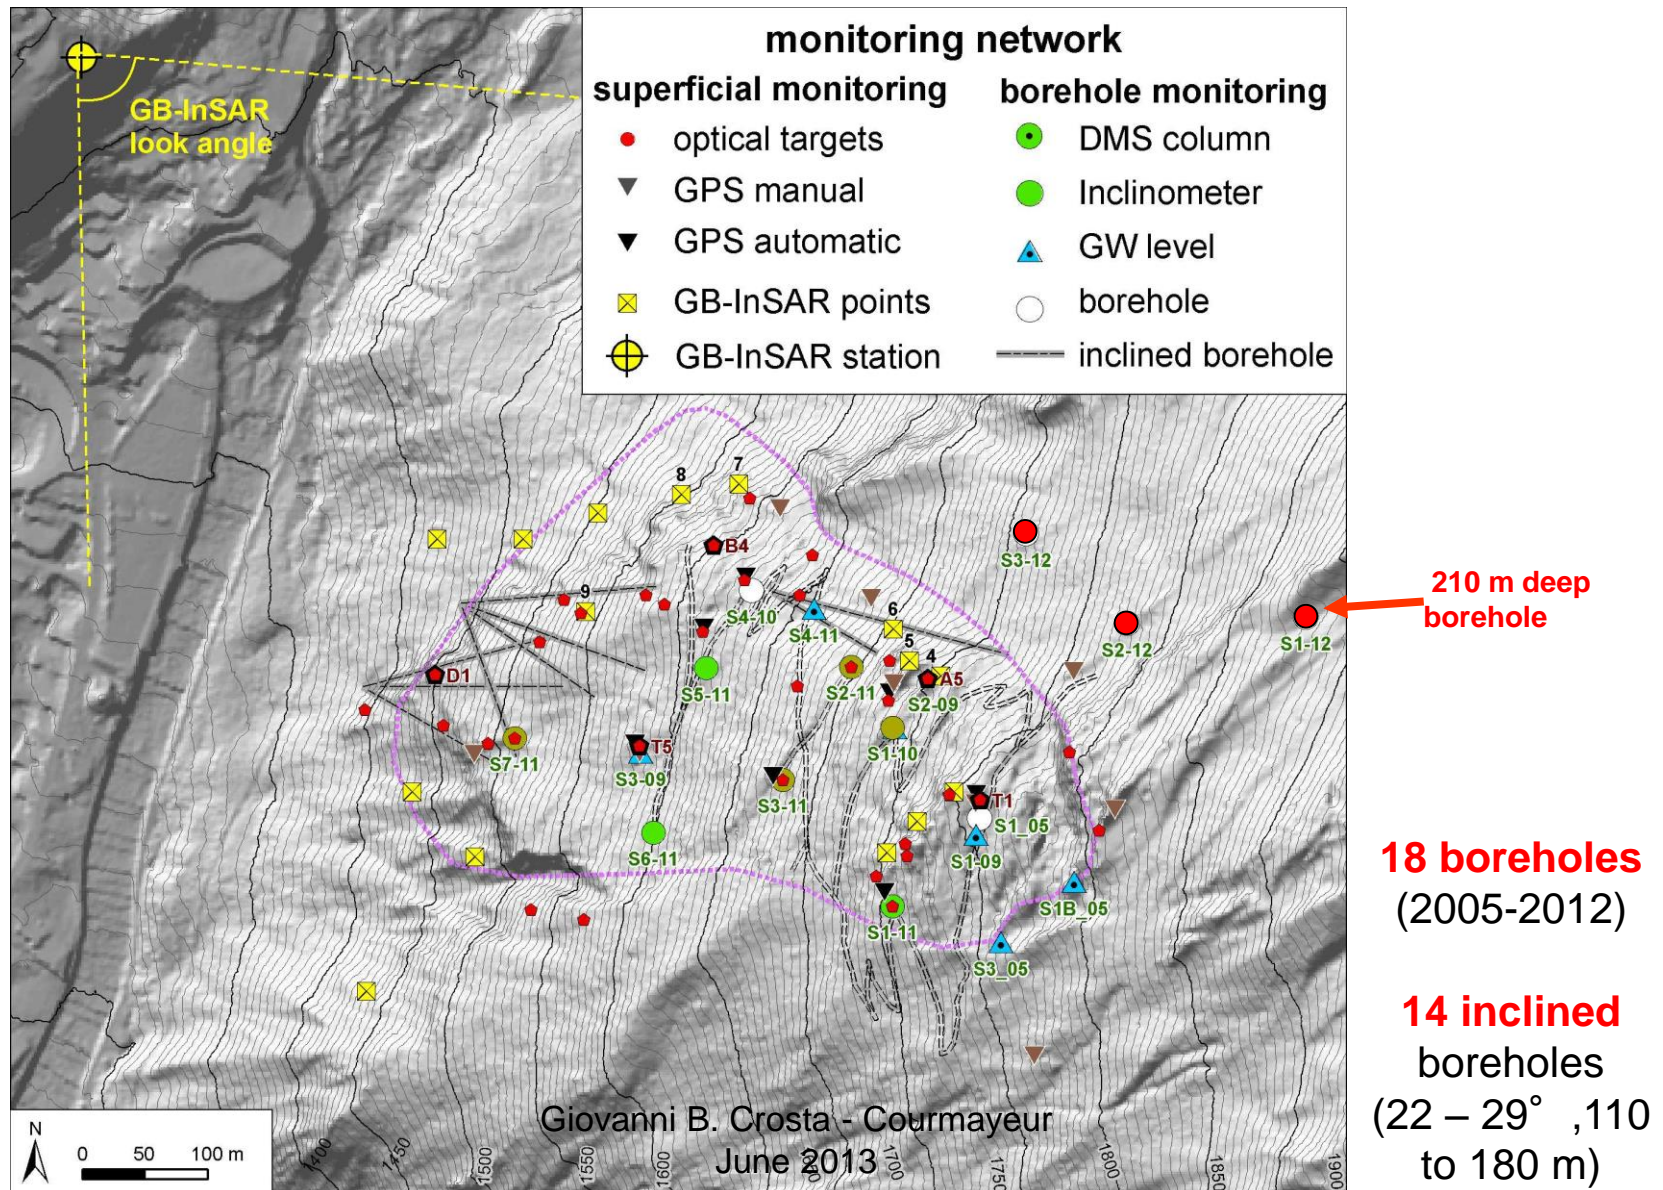 monitoring network
superficial monitoring
optical targets
GPS manual
GPS automatic
GB-InSAR points
GB-InSAR station
borehole monitoring
DMS column
Inclinometer
GW level
borehole
inclined borehole
GB-InSAR
look angle
7
8
B4
S3-12
9
S4-10
S4-11
6
S2-12
S1-12
210 m deep
borehole
5
4
D1
S5-11
S2-11
A5
S2-09
S7-11
T5
S3-09
S1-10
S3-11
T1
S1_05
S6-11
S1-09
S1B_05
S1-11
S3_05
18 boreholes
(2005-2012)
14 inclined
boreholes
(22 – 29° ,110
to 180 m)
Giovanni B. Crosta - Courmayeur
June 2013
N
0 50 100 m
1400
1450
1500
1550
1600
1700
1750
1800
1850
1900